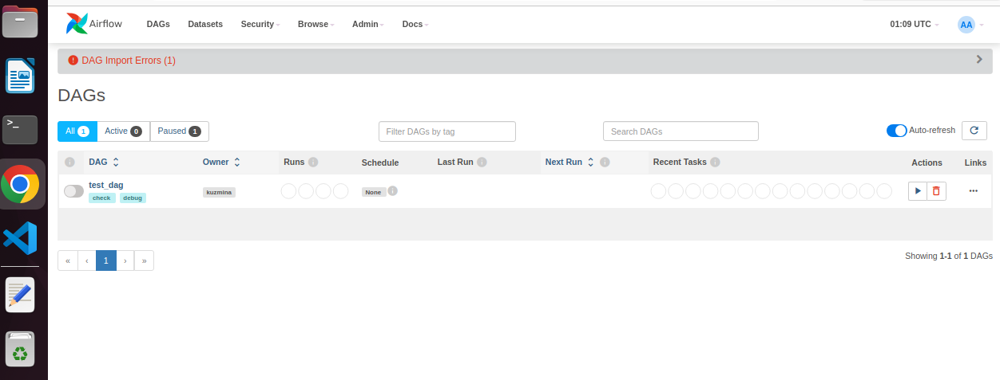 Airflow DAGs Datasets Security Browse Admin Docs 01:09 UTC AA
DAG Import Errors (1)
DAGs
All 1 Active 0 Paused 1 Filter DAGs by tag Search DAGs Auto-refresh
DAG Owner Runs Schedule Last Run Next Run Recent Tasks Actions Links
test_dag kuzmina None
check debug
« ‹ 1 › » Showing 1-1 of 1 DAGs